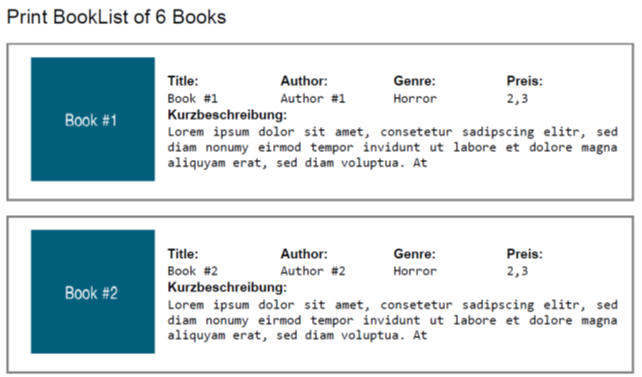 Print BookList of 6 Books
Book #1
Title: Author: Genre: Preis:
Book #1 Author #1 Horror 2,3
Kurzbeschreibung:
Lorem ipsum dolor sit amet, consetetur sadipscing elitr, sed
diam nonumy eirmod tempor invidunt ut labore et dolore magna
aliquyam erat, sed diam voluptua. At
Book #2
Title: Author: Genre: Preis:
Book #2 Author #2 Horror 2,3
Kurzbeschreibung:
Lorem ipsum dolor sit amet, consetetur sadipscing elitr, sed
diam nonumy eirmod tempor invidunt ut labore et dolore magna
aliquyam erat, sed diam voluptua. At